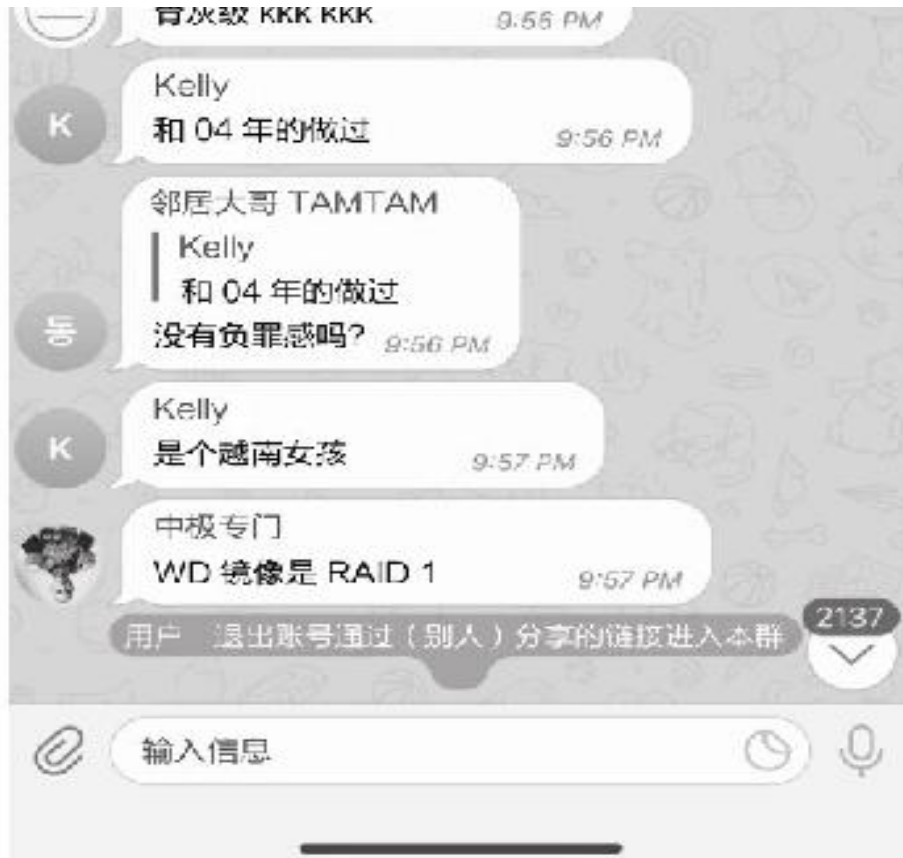 骨灰级 KKK KKK
9:56 PM
K
Kelly
和 04 年的做过
9:56 PM
邻居大哥 TAMTAM
Kelly
和 04 年的做过
동
没有负罪感吗?
9:56 PM
Kelly
K
是个越南女孩
9:57 PM
中极专门
WD 镜像是 RAID 1
9:57 PM
2137
用户 退出账号通过(别人)分享的链接进入本群
输入信息